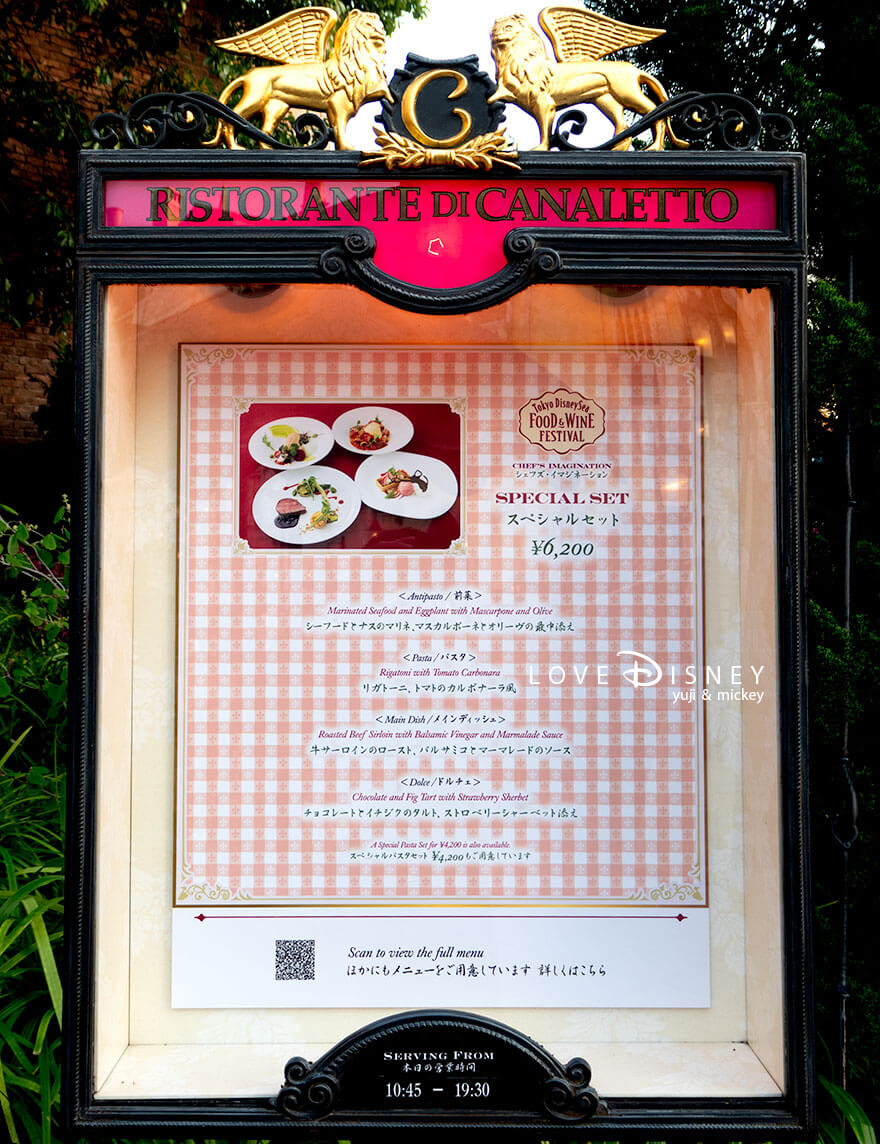 C
RISTORANTE DI CANALETTO
Tokyo DisneySea
FOOD & WINE
FESTIVAL
CHEF'S IMAGINATION
シェフズ・イマジネーション
SPECIAL SET
スペシャルセット
¥6,200
<Antipasto / 前菜>
Marinated Seafood and Eggplant with Mascarpone and Olive
シーフードとナスのマリネ、マスカルポーネとオリーヴの最中添え
<Pasta / パスタ>
Rigatoni with Tomato Carbonara
リガトーニ、トマトのカルボナーラ風
LOVE DISNEY
yuji & mickey
<Main Dish / メインディッシュ>
Roasted Beef Sirloin with Balsamic Vinegar and Marmalade Sauce
牛サーロインのロースト、バルサミコとマーマレードのソース
<Dolce / ドルチェ>
Chocolate and Fig Tart with Strawberry Sherbet
チョコレートとイチジクのタルト、ストロベリーシャーベット添え
A Special Pasta Set for ¥4,200 is also available.
スペシャルパスタセット ¥4,200もご用意しています
Scan to view the full menu
ほかにもメニューをご用意しています 詳しくはこちら
SERVING FROM
本日の営業時間
10:45 － 19:30